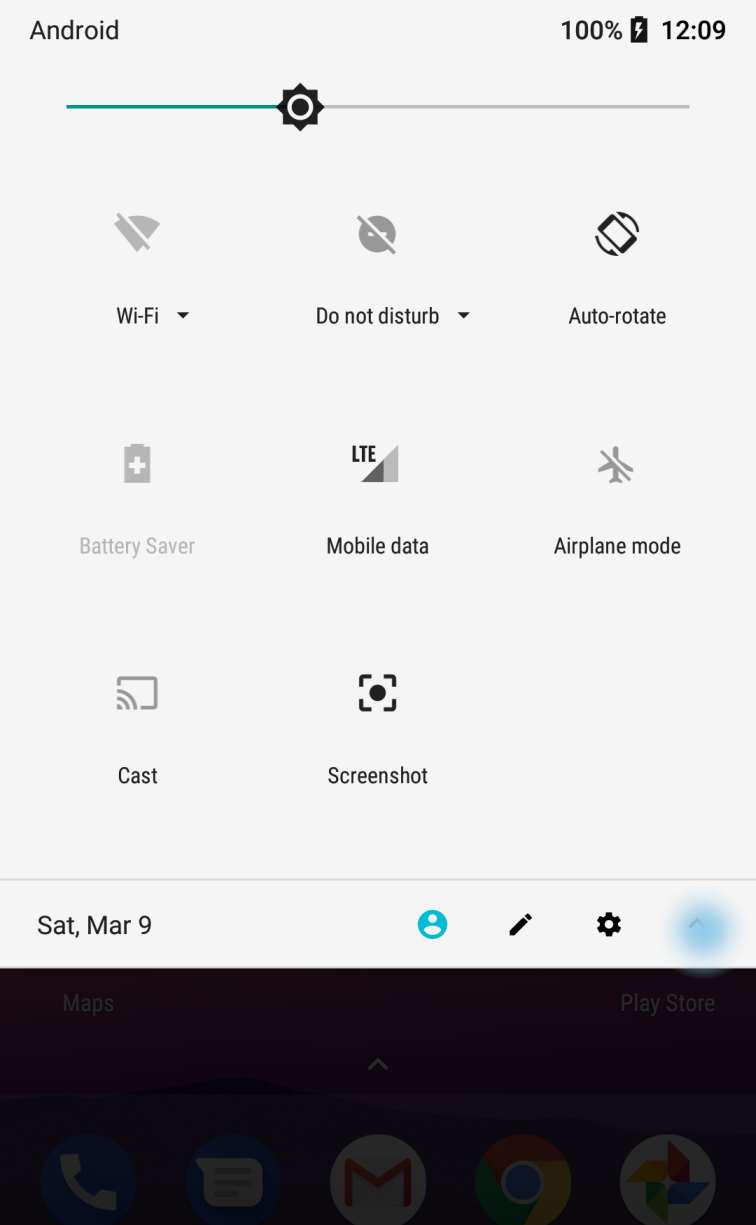 Android 100% 12:09
Wi-Fi Do not disturb Auto-rotate
LTE
Battery Saver Mobile data Airplane mode
Cast Screenshot
Sat, Mar 9
Maps Play Store